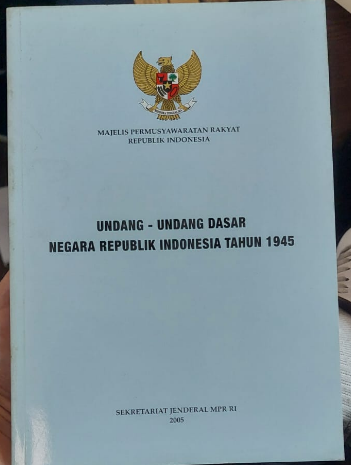 MAJELIS PERMUSYAWARATAN RAKYAT
REPUBLIK INDONESIA
UNDANG - UNDANG DASAR
NEGARA REPUBLIK INDONESIA TAHUN 1945
SEKRETARIAT JENDERAL MPR RI
2005